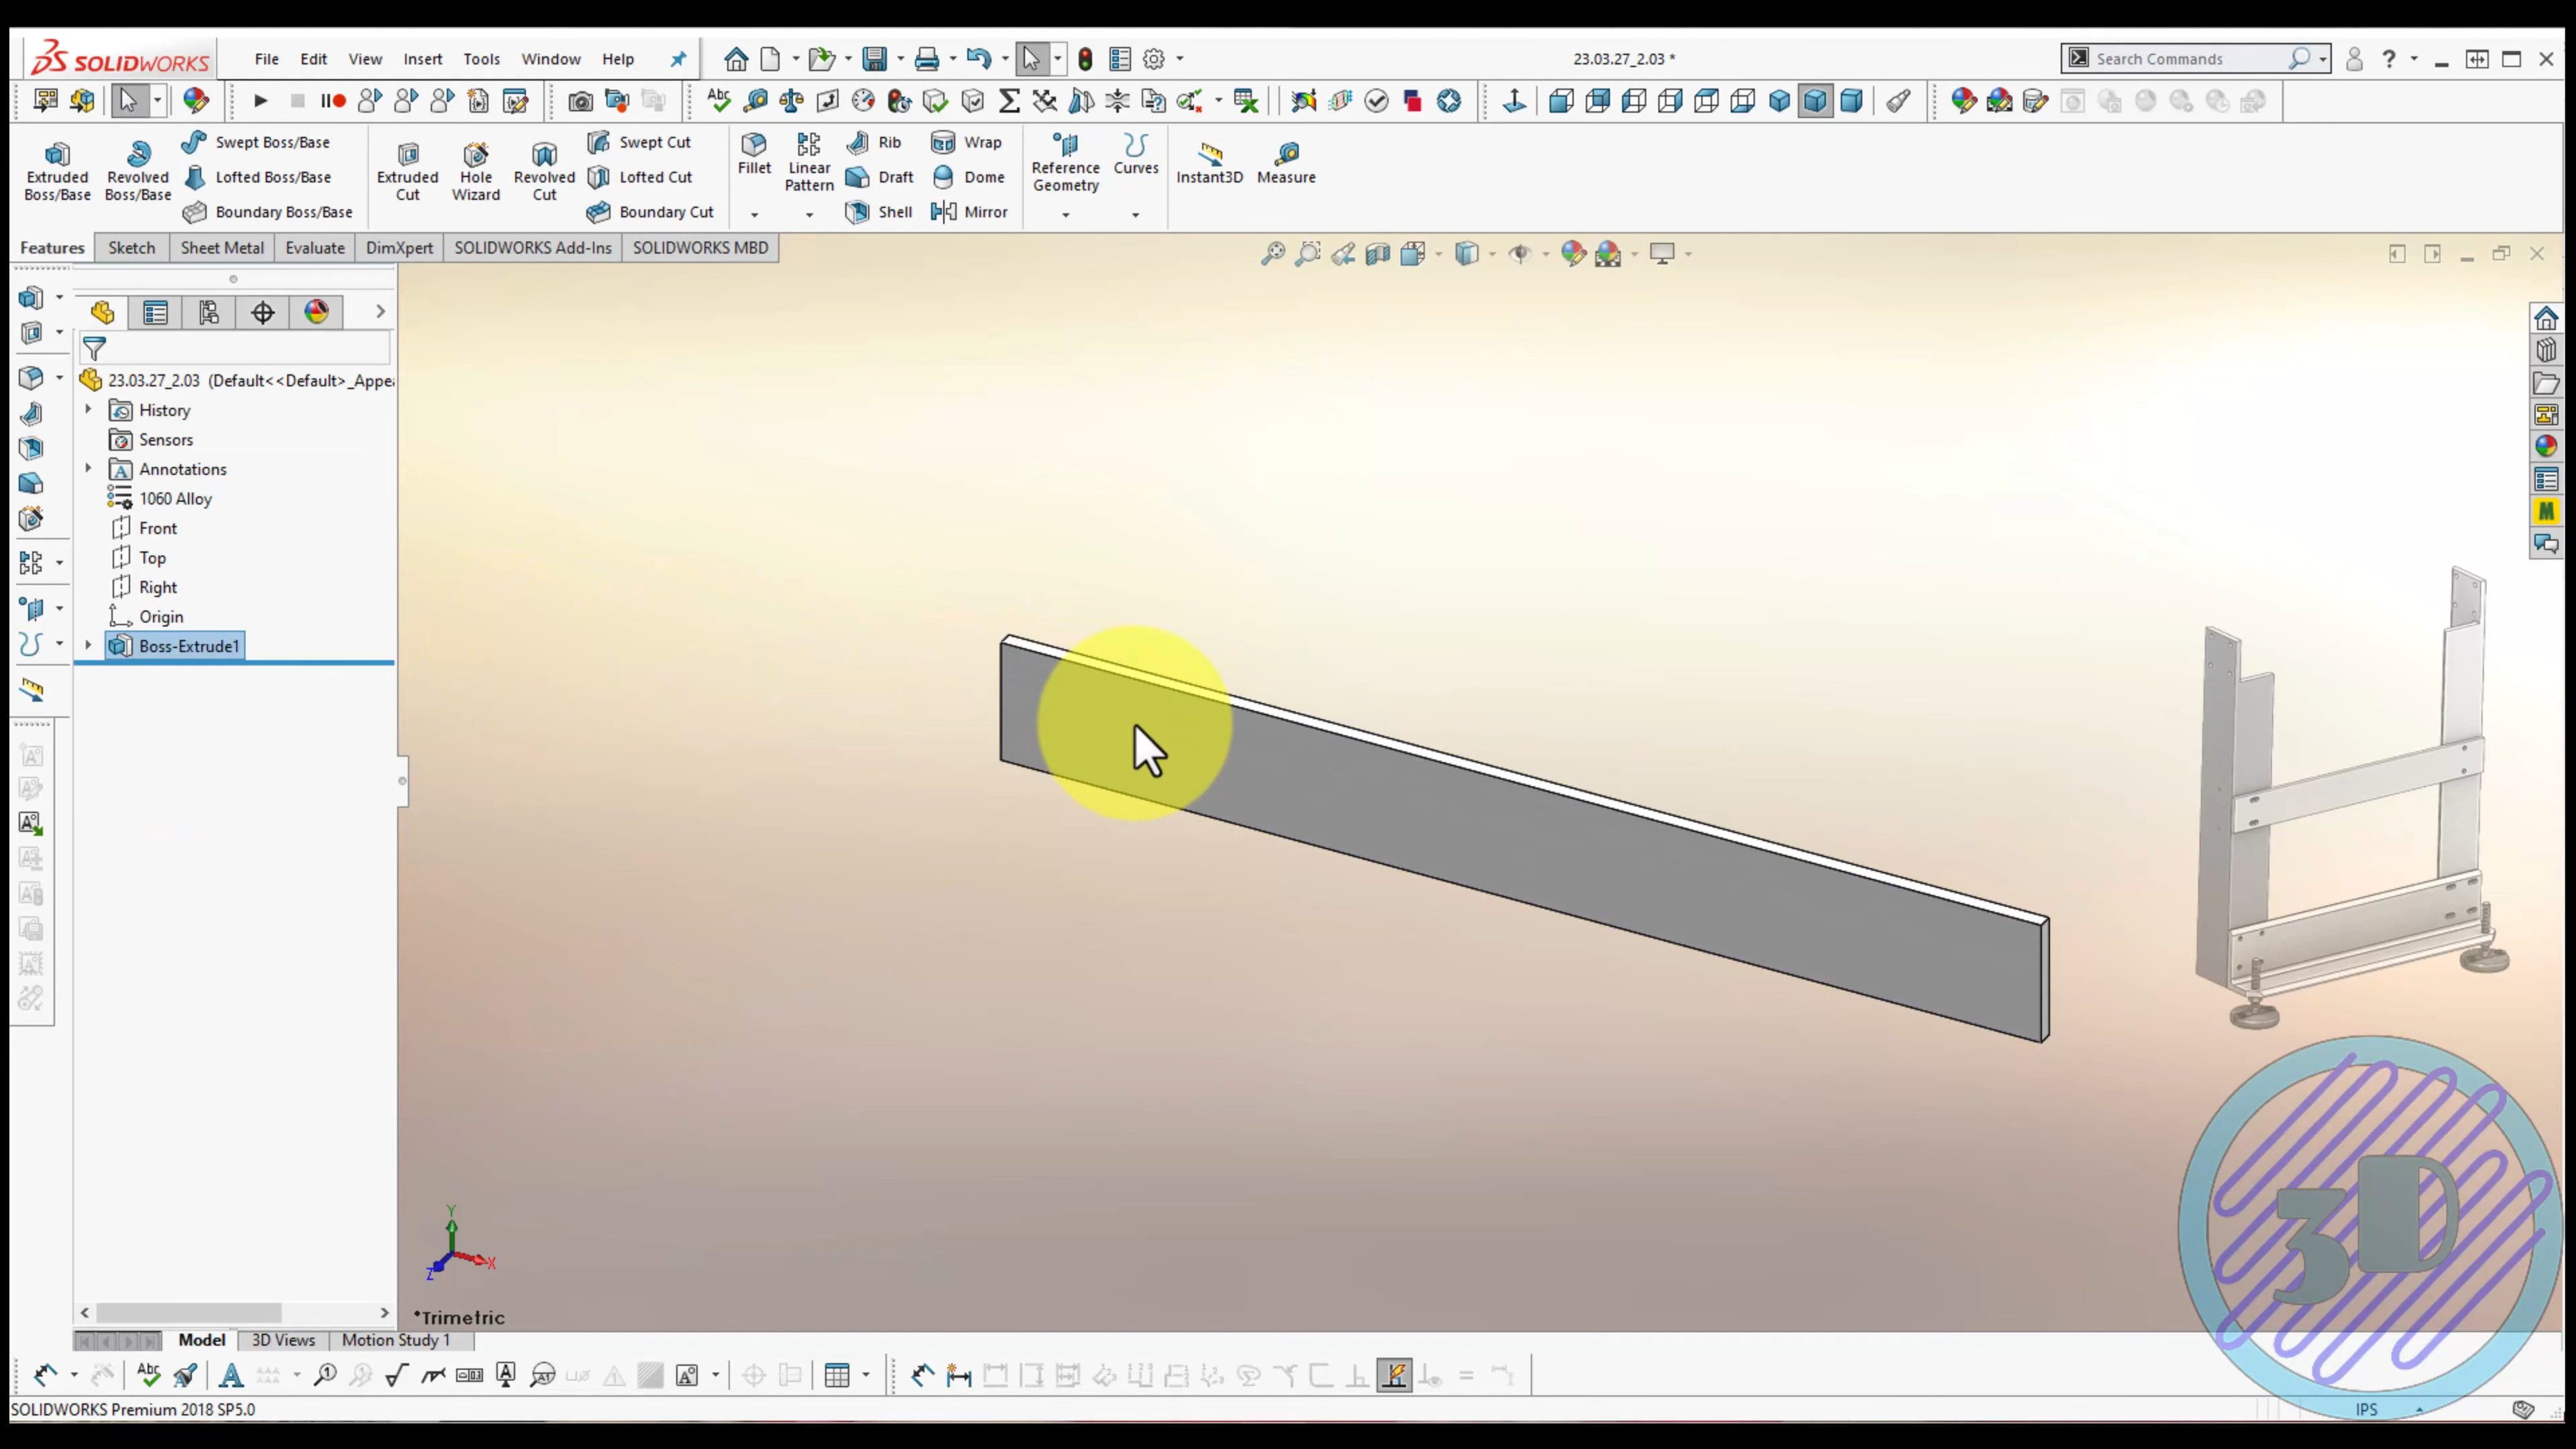 SOLIDWORKS
File Edit View Insert Tools Window Help
23.03.27_2.03 *
Search Commands
Extruded Boss/Base
Revolved Boss/Base
Swept Boss/Base
Lofted Boss/Base
Boundary Boss/Base
Extruded Cut
Hole Wizard
Revolved Cut
Swept Cut
Lofted Cut
Boundary Cut
Fillet
Linear Pattern
Rib
Draft
Shell
Wrap
Dome
Mirror
Reference Geometry
Curves
Instant3D
Measure
Features Sketch Sheet Metal Evaluate DimXpert SOLIDWORKS Add-Ins SOLIDWORKS MBD
23.03.27_2.03 (Default<<Default>_Appea
History
Sensors
Annotations
1060 Alloy
Front
Top
Right
Origin
Boss-Extrude1
M
Y
X
Z
*Trimetric
3D
Model 3D Views Motion Study 1
SOLIDWORKS Premium 2018 SP5.0
IPS